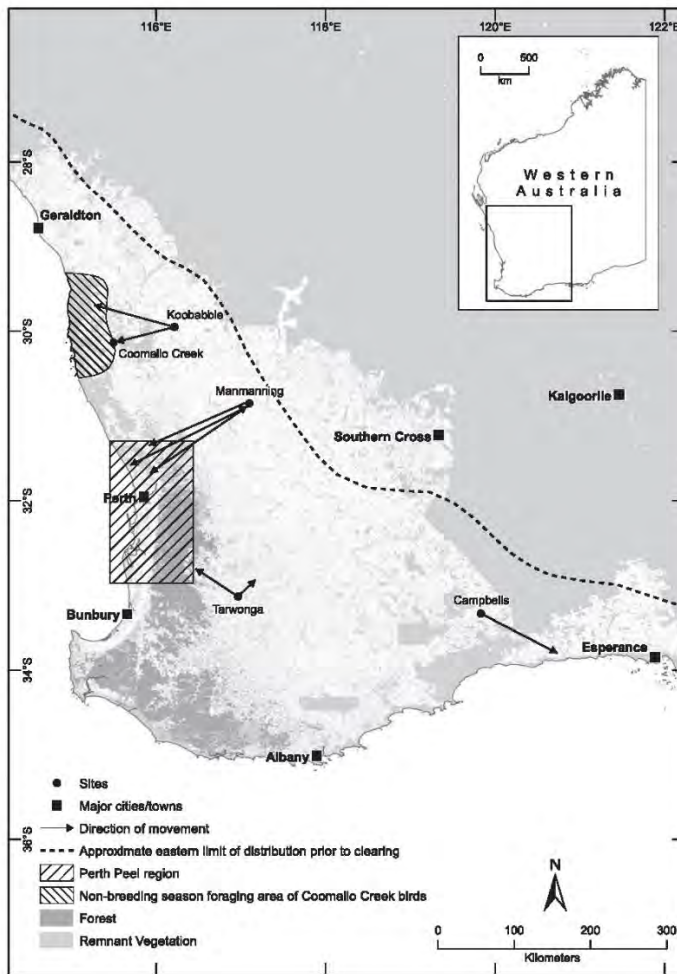 116°E 118°E 120°E 122°E
0 500
km
Western
Australia
28°S
Geraldton
Koobabbie
30°S
Coomallo Creek
Manmanning
Kalgoorlie
Southern Cross
32°S
Perth
Tarwonga
Campbells
Bunbury
Esperance
34°S
Albany
Sites
Major cities/towns
Direction of movement
36°S
Approximate eastern limit of distribution prior to clearing
Perth Peel region
N
Non-breeding season foraging area of Coomallo Creek birds
Forest
Remnant Vegetation
0 100 200 300
Kilometers